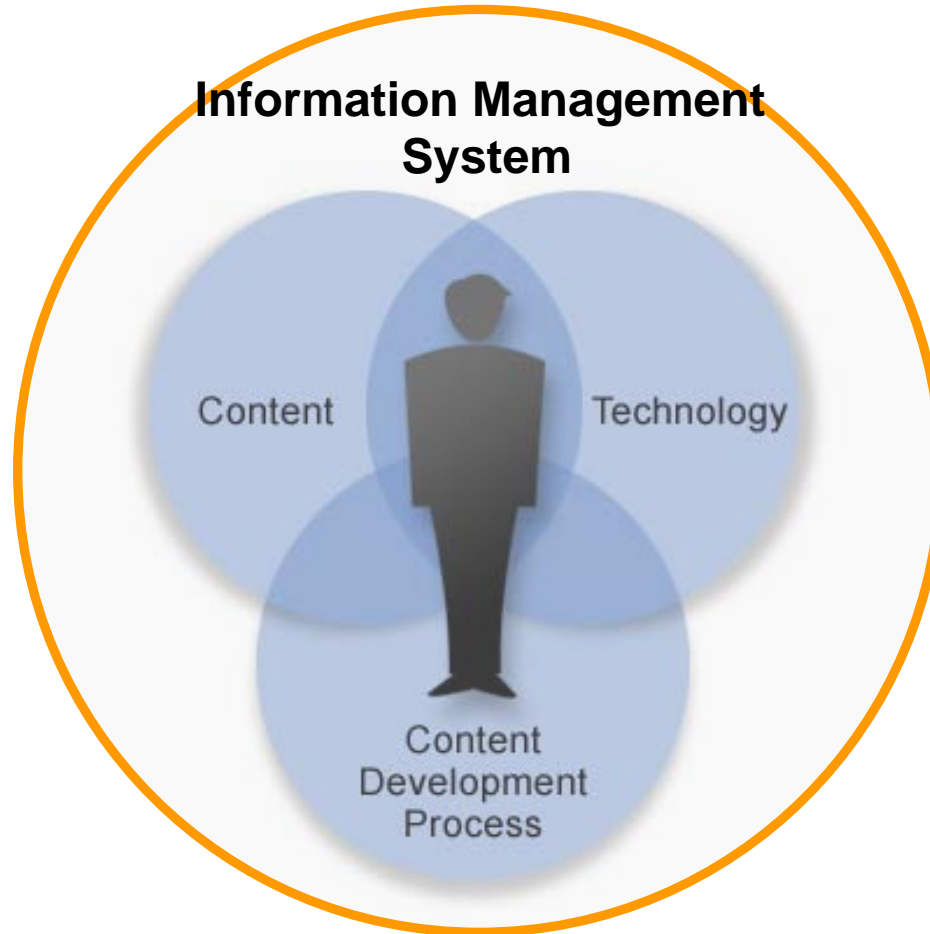 Information Management
System
Content
Technology
Content
Development
Process